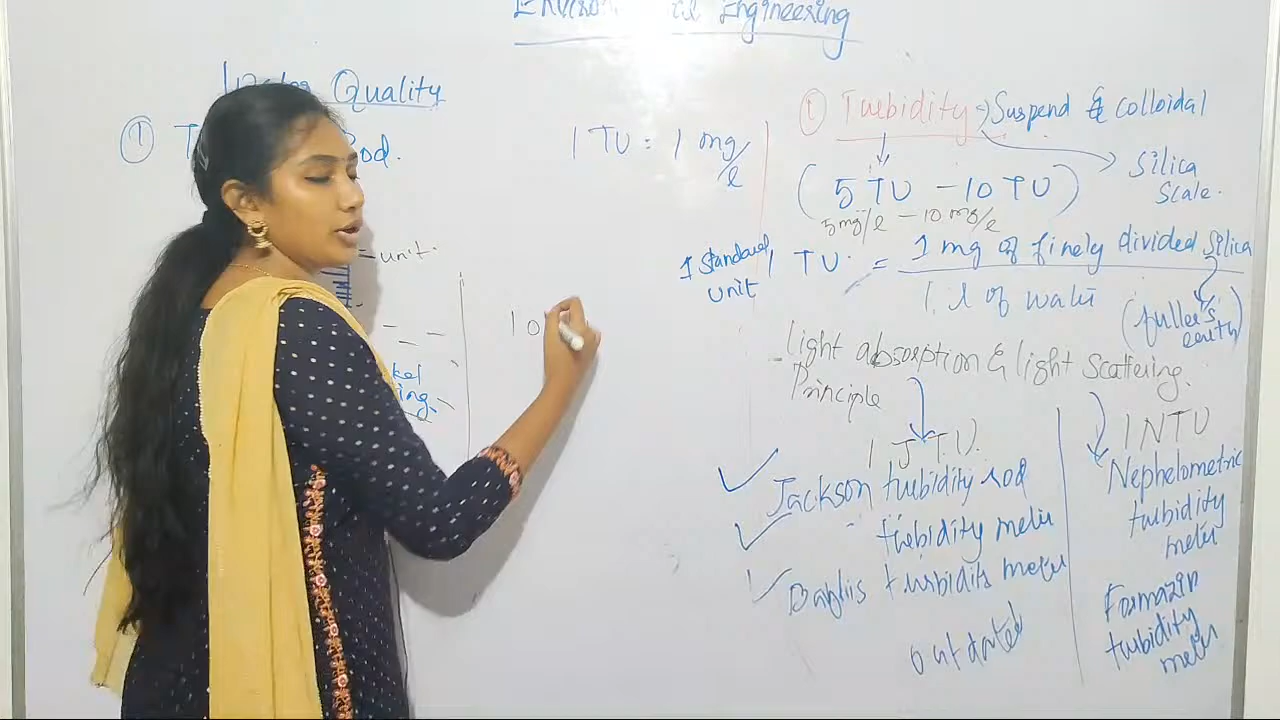 Engineering
Quality
①
od.
unit.
ing.
10
1 TU = 1 mg/l
① Turbidity → Suspend & colloidal
Silica
Scale.
(5 TU - 10 TU)
5mg/l - 10 mg/l
1 Standard
unit
1 TU. = 1 mg of finely divided Silica
1 l of water
(fuller's
earth)
- light absorption & light Scattering.
Principle
1 J T U.
Jackson turbidity rod
turbidity meter
Baylis turbidity meter
outdated
1 NTU
Nephelometric
turbidity
meter
Formazin
turbidity
meter